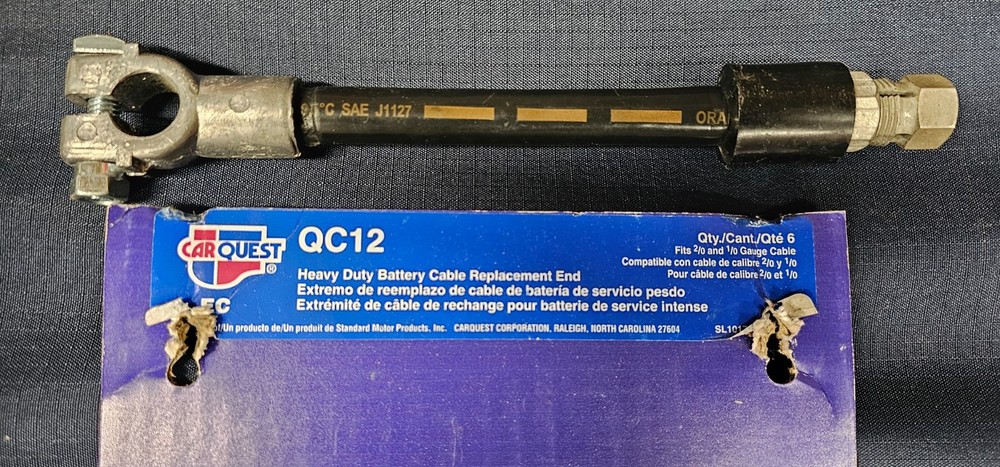 5°C SAE J1127 ORA
CARQUEST®
QC12
Qty./Cant./Qté 6
Fits 2/0 and 1/0 Gauge Cable
Compatible con cable de calibre 2/0 y 1/0
Pour câble de calibre 2/0 et 1/0
Heavy Duty Battery Cable Replacement End
Extremo de reemplazo de cable de batería de servicio pesdo
Extrémité de câble de rechange pour batterie de service intense
of/Un producto de/Un produit de Standard Motor Products, Inc. CARQUEST CORPORATION, RALEIGH, NORTH CAROLINA 27604